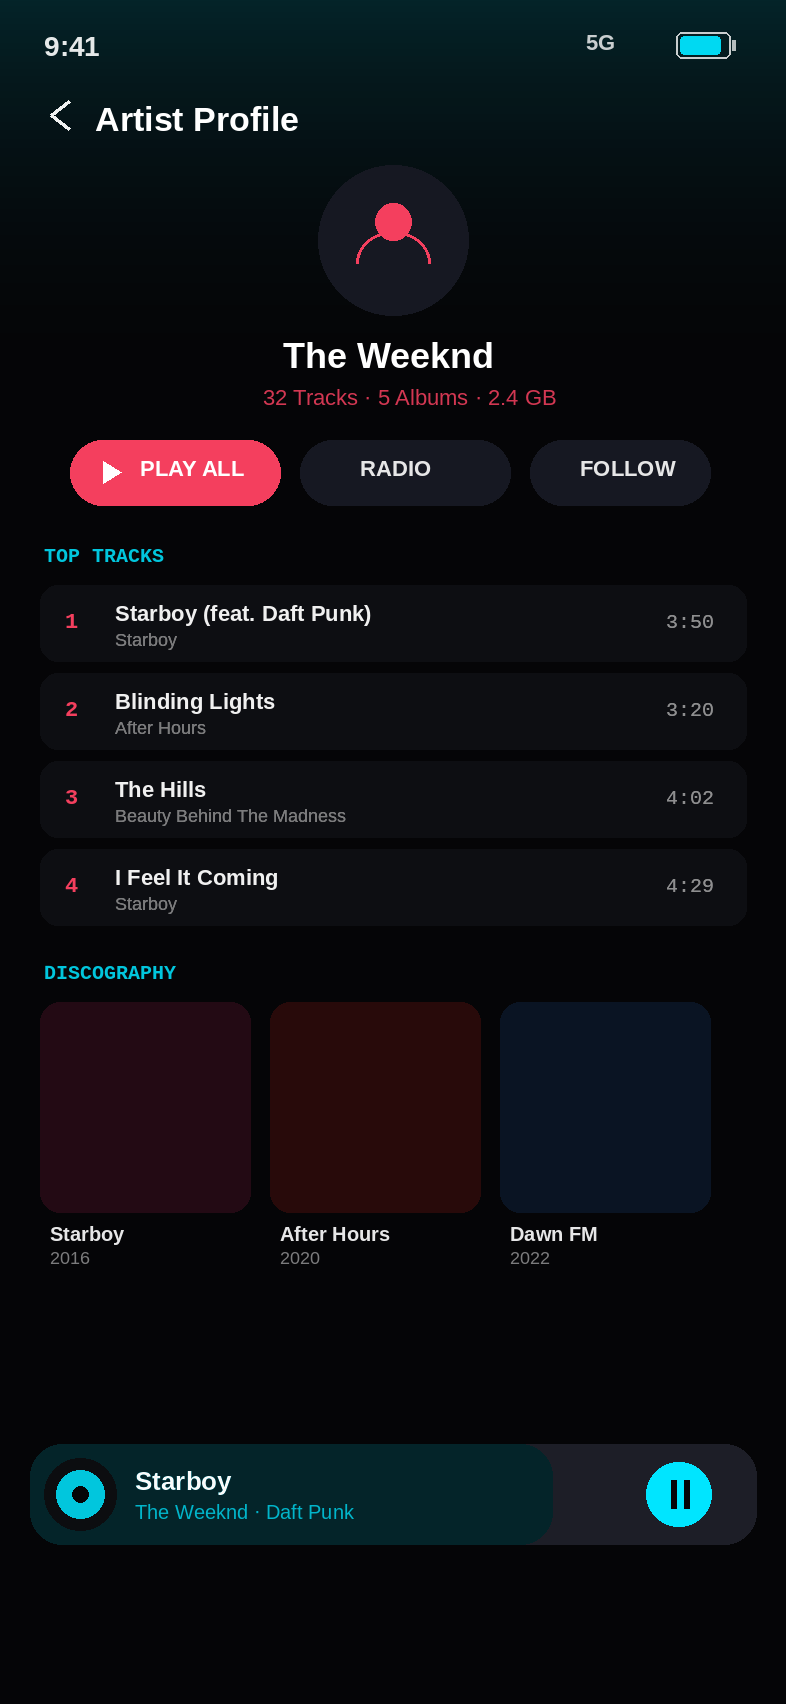 9:41
5G
Artist Profile
The Weeknd
32 Tracks · 5 Albums · 2.4 GB
PLAY ALL
RADIO
FOLLOW
TOP TRACKS
1
Starboy (feat. Daft Punk)
Starboy
3:50
2
Blinding Lights
After Hours
3:20
3
The Hills
Beauty Behind The Madness
4:02
4
I Feel It Coming
Starboy
4:29
DISCOGRAPHY
Starboy
2016
After Hours
2020
Dawn FM
2022
Starboy
The Weeknd · Daft Punk